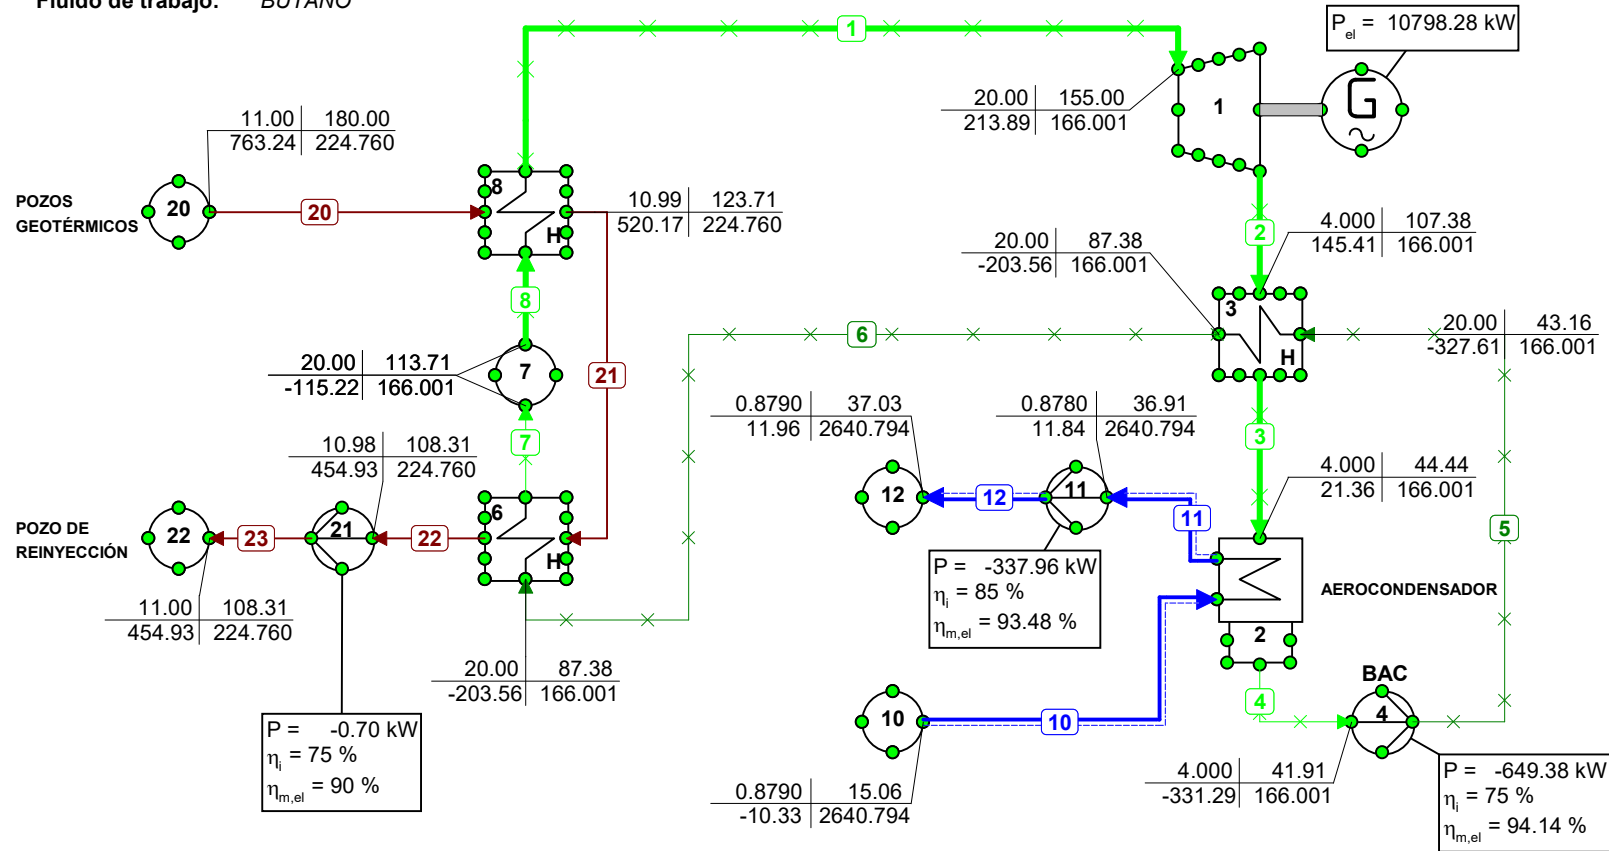 Fluido de trabajo: BUTANO
1
P_el = 10798.28 kW
11.00 180.00
763.24 224.760
20.00 155.00
213.89 166.001
1
G
POZOS
GEOTÉRMICOS
20
20
8
H
10.99 123.71
520.17 224.760
2
4.000 107.38
145.41 166.001
20.00 87.38
-203.56 166.001
8
3
H
6
20.00 43.16
-327.61 166.001
20.00 113.71
-115.22 166.001
7
21
0.8790 37.03
11.96 2640.794
0.8780 36.91
11.84 2640.794
7
3
10.98 108.31
454.93 224.760
4.000 44.44
21.36 166.001
12
12
11
11
5
POZO DE
REINYECCIÓN
22
23
21
22
6
H
P = -337.96 kW
η_i = 85 %
η_m,el = 93.48 %
AEROCONDENSADOR
11.00 108.31
454.93 224.760
2
20.00 87.38
-203.56 166.001
BAC
4
4
10
10
P = -0.70 kW
η_i = 75 %
η_m,el = 90 %
0.8790 15.06
-10.33 2640.794
4.000 41.91
-331.29 166.001
P = -649.38 kW
η_i = 75 %
η_m,el = 94.14 %